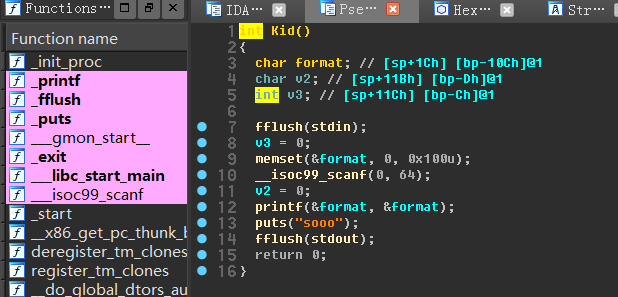 Functions···
IDA···
Pse···
Hex···
Str···
Function name
_init_proc
_printf
_fflush
_puts
___gmon_start__
_exit
___libc_start_main
___isoc99_scanf
_start
__x86_get_pc_thunk_b
deregister_tm_clones
register_tm_clones
__do_global_dtors_au
1 int Kid()
2 {
3 char format; // [sp+1Ch] [bp-10Ch]@1
4 char v2; // [sp+11Bh] [bp-Dh]@1
5 int v3; // [sp+11Ch] [bp-Ch]@1
6
7 fflush(stdin);
8 v3 = 0;
9 memset(&format, 0, 0x100u);
10 __isoc99_scanf(0, 64);
11 v2 = 0;
12 printf(&format, &format);
13 puts("sooo");
14 fflush(stdout);
15 return 0;
16 }